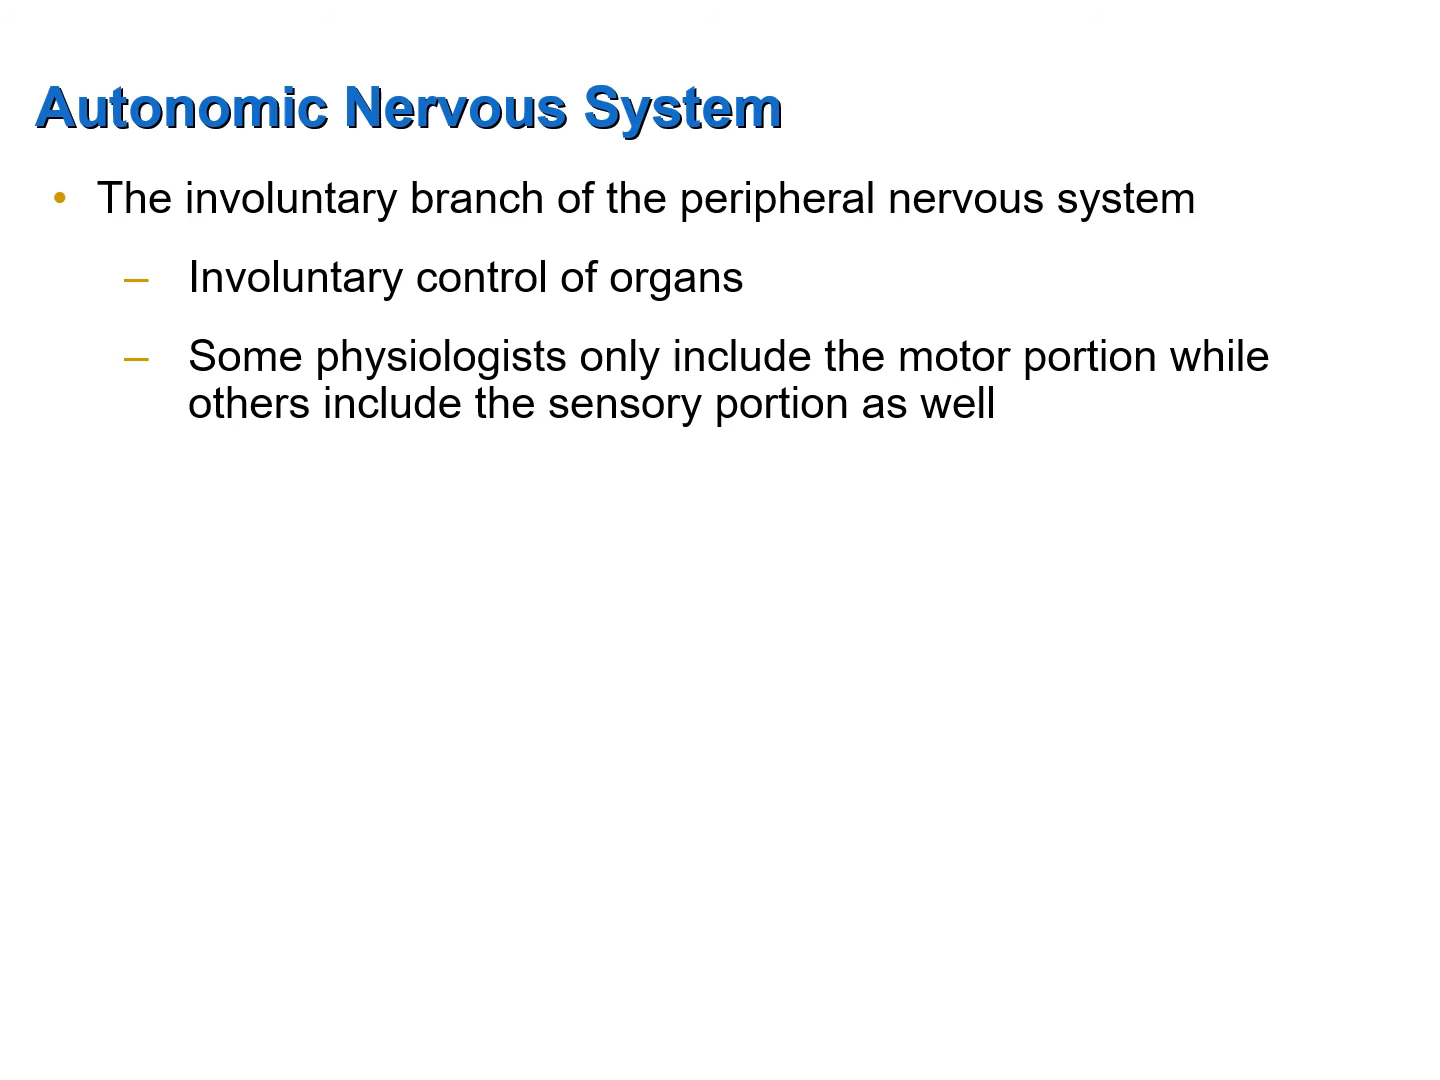 Autonomic Nervous System
• The involuntary branch of the peripheral nervous system
– Involuntary control of organs
– Some physiologists only include the motor portion while
others include the sensory portion as well